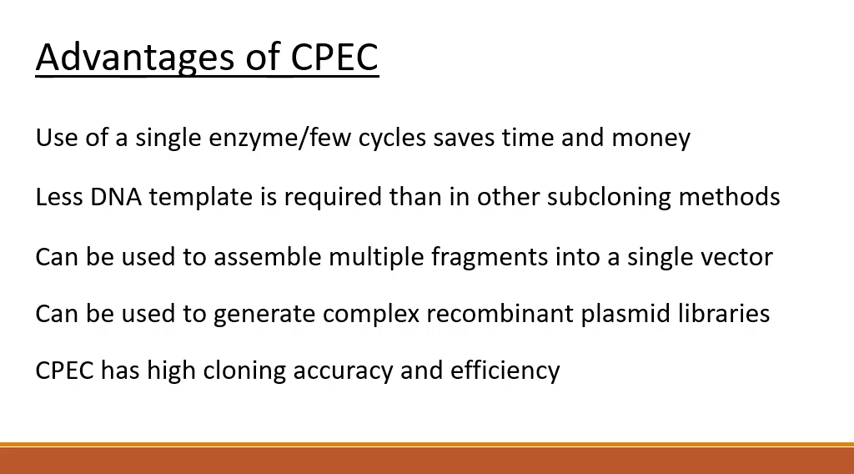 Advantages of CPEC
Use of a single enzyme/few cycles saves time and money
Less DNA template is required than in other subcloning methods
Can be used to assemble multiple fragments into a single vector
Can be used to generate complex recombinant plasmid libraries
CPEC has high cloning accuracy and efficiency